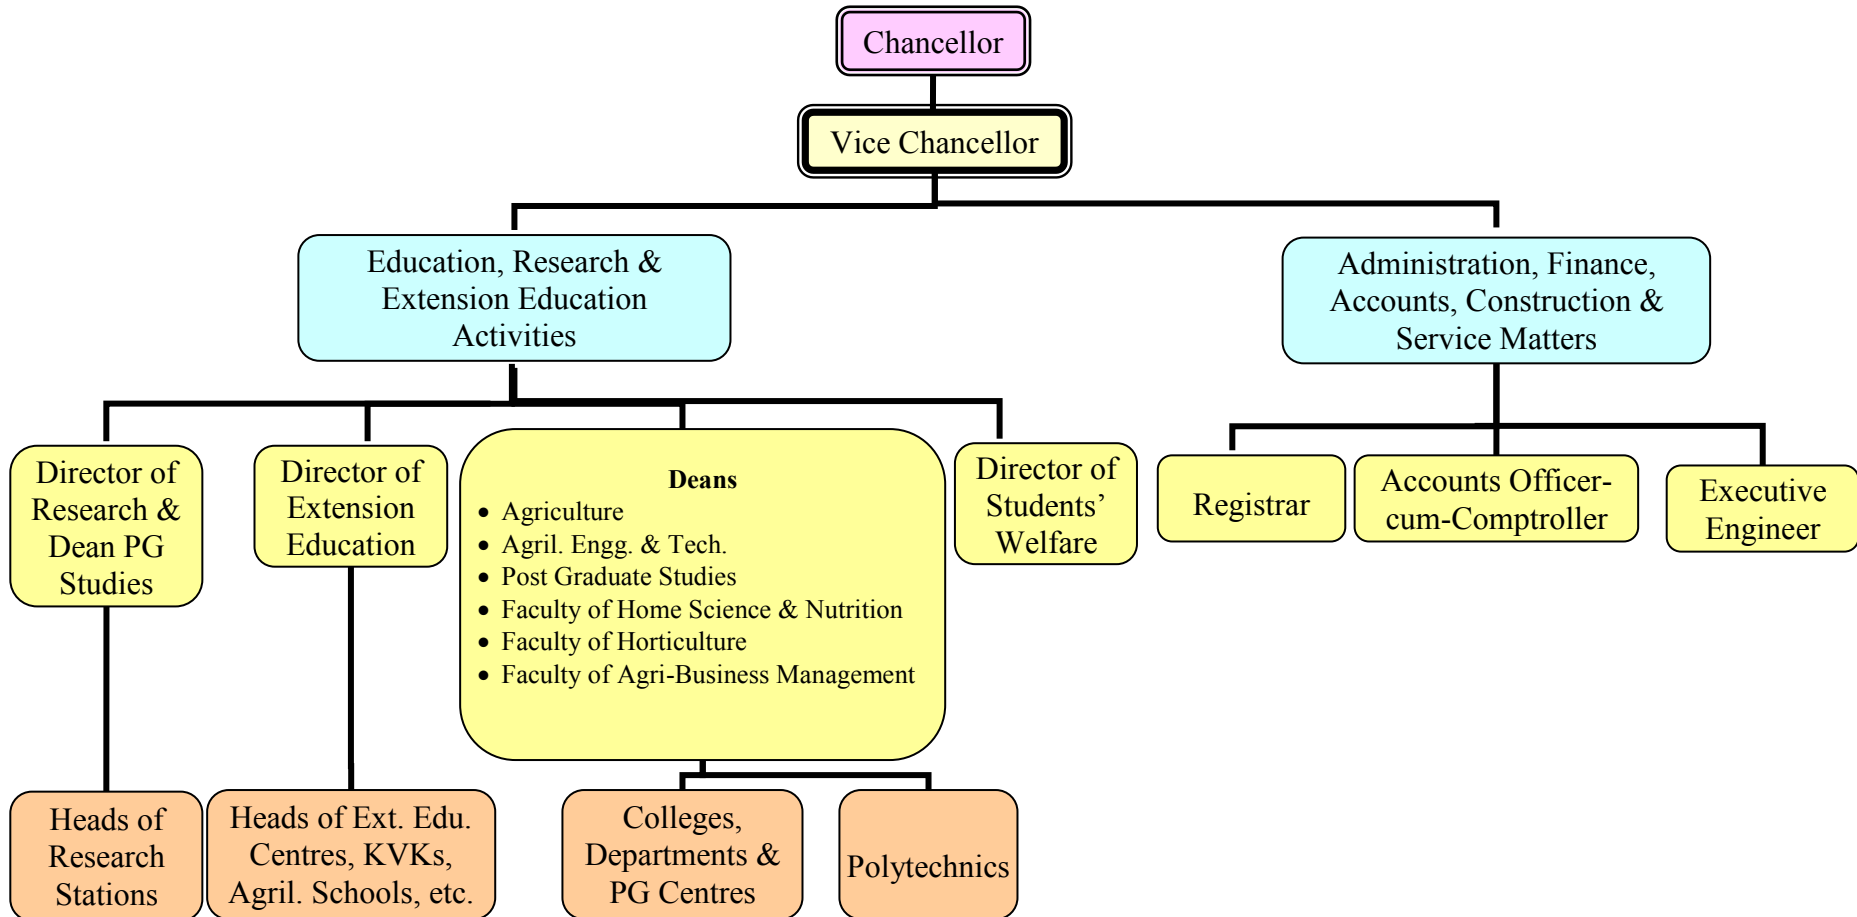 Chancellor
Vice Chancellor
Education, Research &
Extension Education
Activities
Administration, Finance,
Accounts, Construction &
Service Matters
Director of
Research &
Dean PG
Studies
Director of
Extension
Education
Deans
• Agriculture
• Agril. Engg. & Tech.
• Post Graduate Studies
• Faculty of Home Science & Nutrition
• Faculty of Horticulture
• Faculty of Agri-Business Management
Director of
Students’
Welfare
Registrar
Accounts Officer-
cum-Comptroller
Executive
Engineer
Heads of
Research
Stations
Heads of Ext. Edu.
Centres, KVKs,
Agril. Schools, etc.
Colleges,
Departments &
PG Centres
Polytechnics